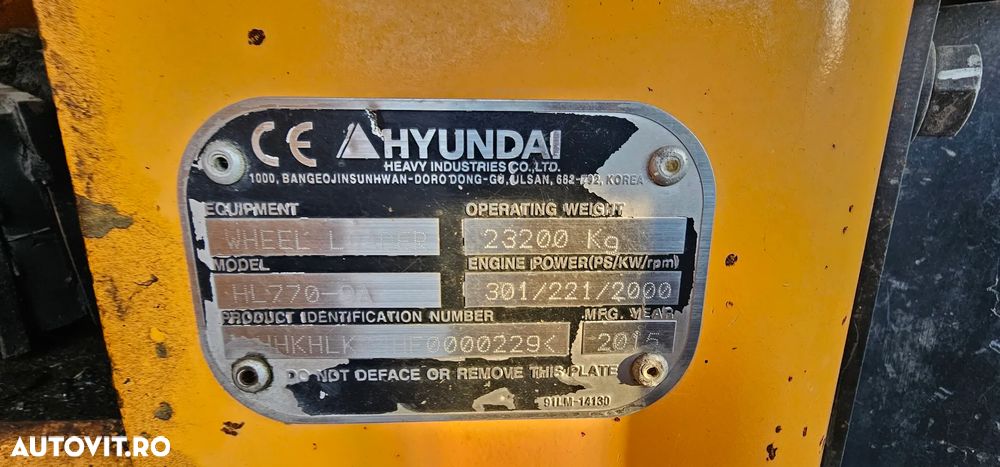 CE HYUNDAI
HEAVY INDUSTRIES CO., LTD.
1000, BANGEOJINSUNHWAN-DORO DONG-GU, ULSAN, KOREA
EQUIPMENT OPERATING WEIGHT
WHEEL 23200 Kg
MODEL ENGINE POWER(PS/KW/rpm)
301/221/2000
PRODUCT IDENTIFICATION NUMBER MFG. YEAR
2015
DO NOT DEFACE OR REMOVE THIS PLATE
91LM-14130
AUTOVIT.RO